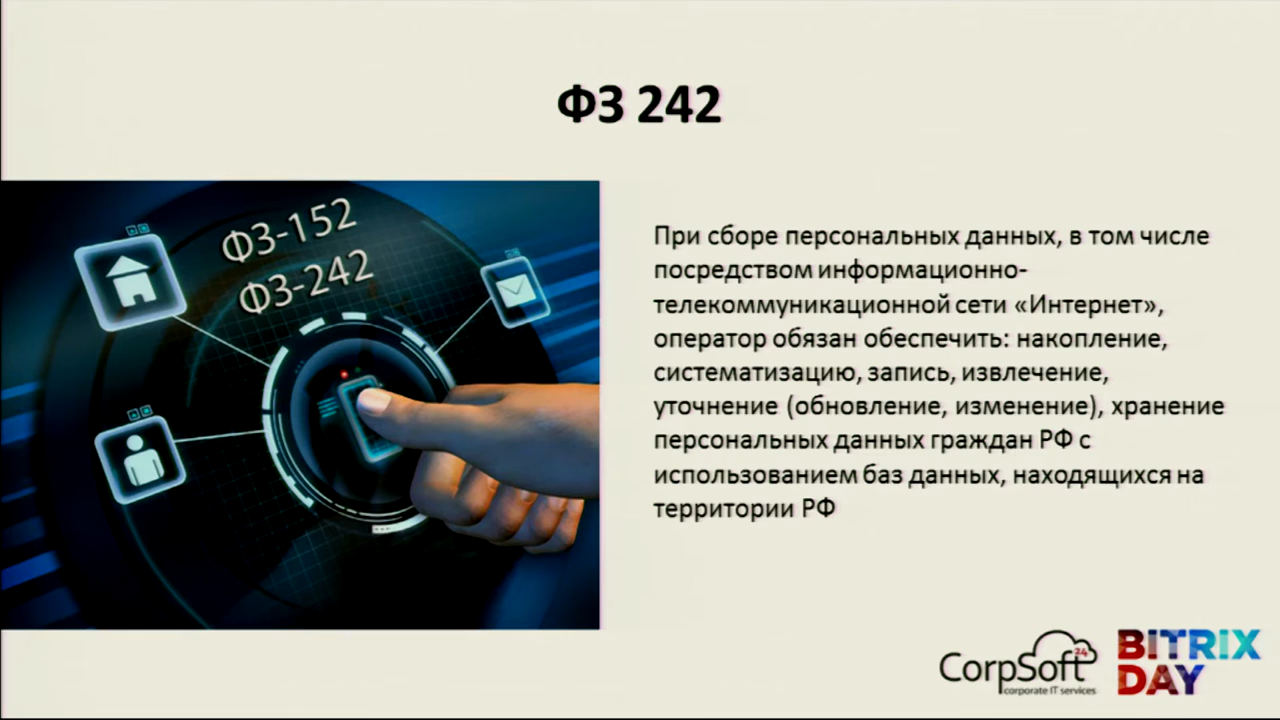 ФЗ 242
ФЗ-152
ФЗ-242
При сборе персональных данных, в том числе
посредством информационно-
телекоммуникационной сети «Интернет»,
оператор обязан обеспечить: накопление,
систематизацию, запись, извлечение,
уточнение (обновление, изменение), хранение
персональных данных граждан РФ с
использованием баз данных, находящихся на
территории РФ
CorpSoft 24
corporate IT services
BITRIX
DAY